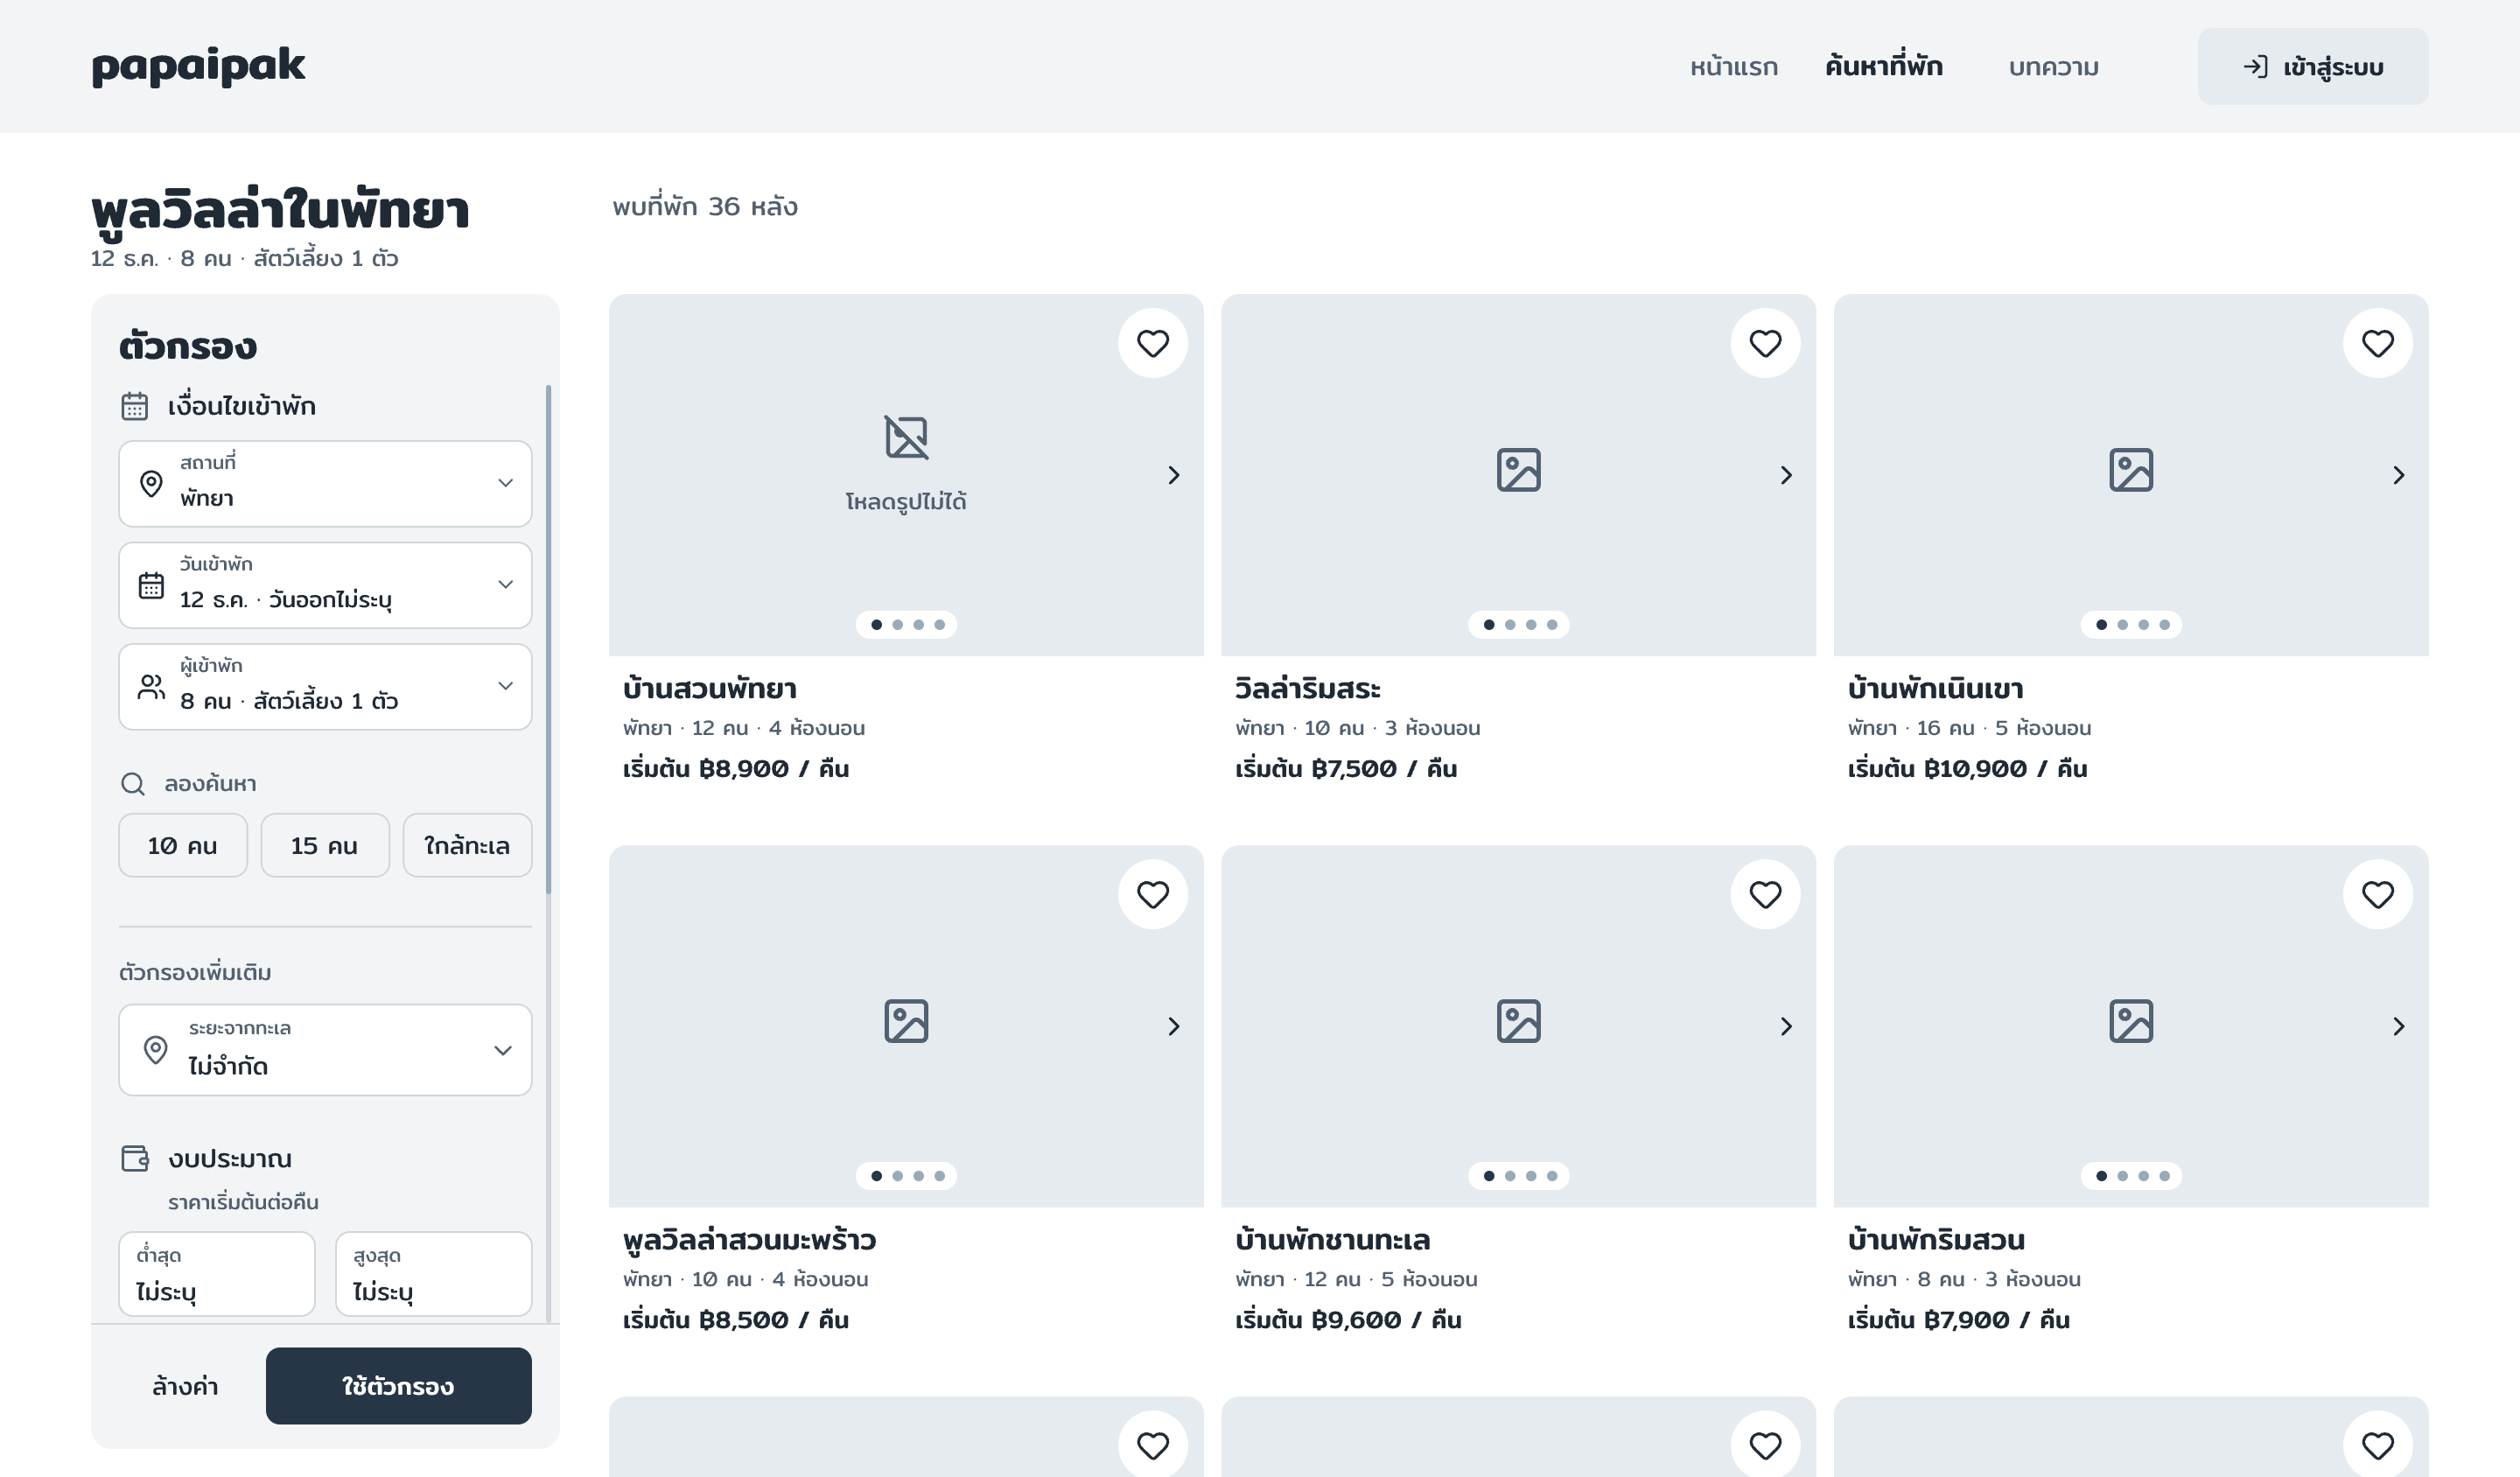 papaipak
หน้าแรก
ค้นหาที่พัก
บทความ
เข้าสู่ระบบ
พูลวิลล่าในพัทยา
12 ธ.ค. · 8 คน · สัตว์เลี้ยง 1 ตัว
พบที่พัก 36 หลัง
ตัวกรอง
เงื่อนไขเข้าพัก
สถานที่
พัทยา
วันเข้าพัก
12 ธ.ค. · วันออกไม่ระบุ
ผู้เข้าพัก
8 คน · สัตว์เลี้ยง 1 ตัว
ลองค้นหา
10 คน
15 คน
ใกล้ทะเล
ตัวกรองเพิ่มเติม
ระยะจากทะเล
ไม่จำกัด
งบประมาณ
ราคาเริ่มต้นต่อคืน
ต่ำสุด
ไม่ระบุ
สูงสุด
ไม่ระบุ
ล้างค่า
ใช้ตัวกรอง
โหลดรูปไม่ได้
บ้านสวนพัทยา
พัทยา · 12 คน · 4 ห้องนอน
เริ่มต้น ฿8,900 / คืน
วิลล่าริมสระ
พัทยา · 10 คน · 3 ห้องนอน
เริ่มต้น ฿7,500 / คืน
บ้านพักเนินเขา
พัทยา · 16 คน · 5 ห้องนอน
เริ่มต้น ฿10,900 / คืน
พูลวิลล่าสวนมะพร้าว
พัทยา · 10 คน · 4 ห้องนอน
เริ่มต้น ฿8,500 / คืน
บ้านพักชานทะเล
พัทยา · 12 คน · 5 ห้องนอน
เริ่มต้น ฿9,600 / คืน
บ้านพักริมสวน
พัทยา · 8 คน · 3 ห้องนอน
เริ่มต้น ฿7,900 / คืน